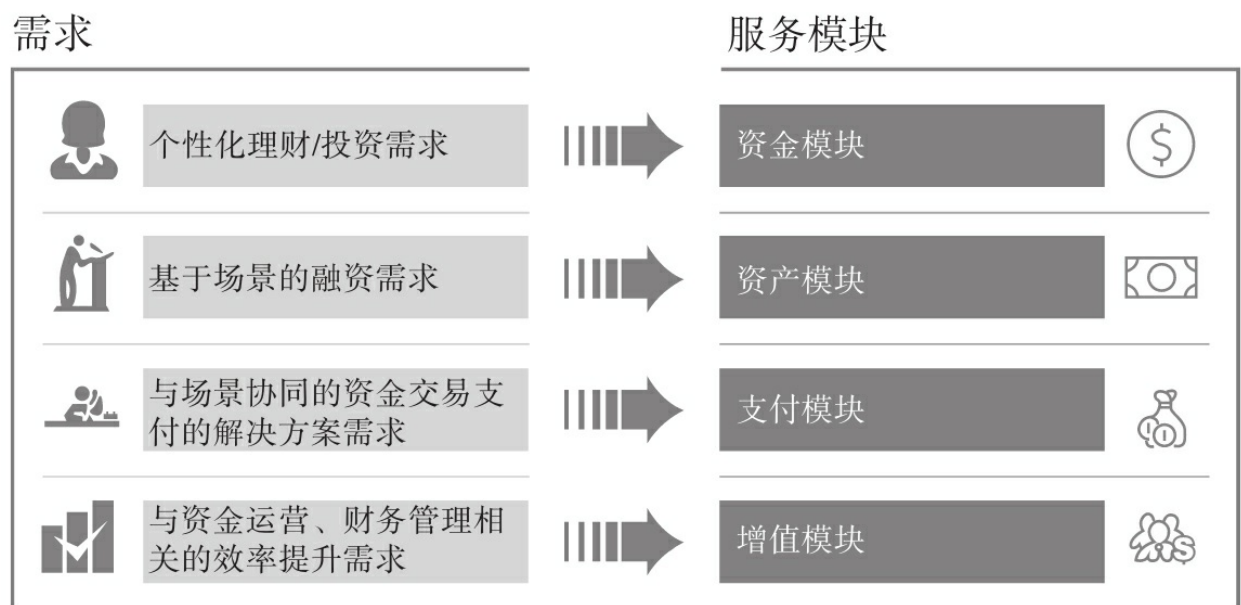 需求
服务模块
个性化理财/投资需求
资金模块
基于场景的融资需求
资产模块
与场景协同的资金交易支
付的解决方案需求
支付模块
与资金运营、财务管理相
关的效率提升需求
增值模块